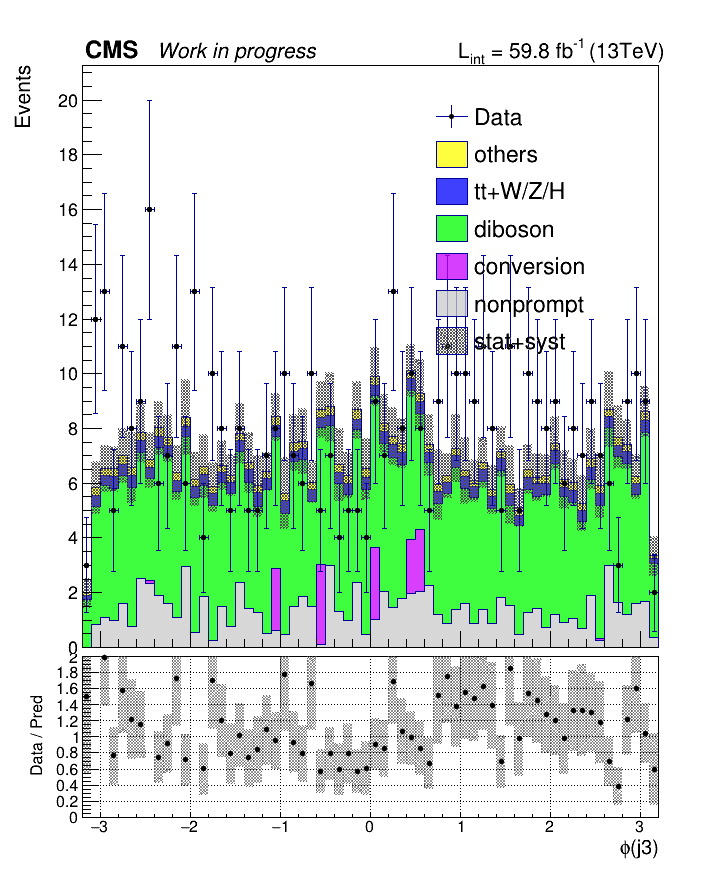 CMS Work in progress L_int = 59.8 fb^-1 (13TeV)
Events
20
18
16
14
12
10
8
6
4
2
0
Data
others
tt+W/Z/H
diboson
conversion
nonprompt
stat+syst
Data / Pred
2
1.8
1.6
1.4
1.2
1
0.8
0.6
0.4
0.2
0
−3 −2 −1 0 1 2 3
ϕ(j3)